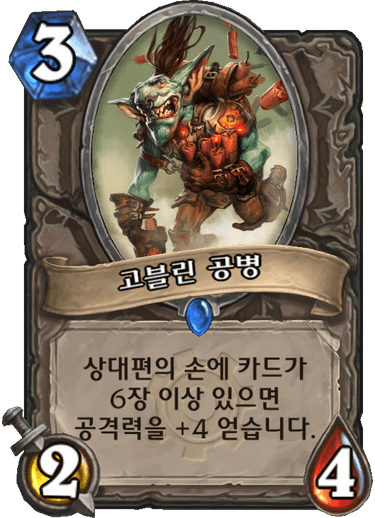 3
고블린 공병
상대편의 손에 카드가
6장 이상 있으면
공격력을 +4 얻습니다.
2
4